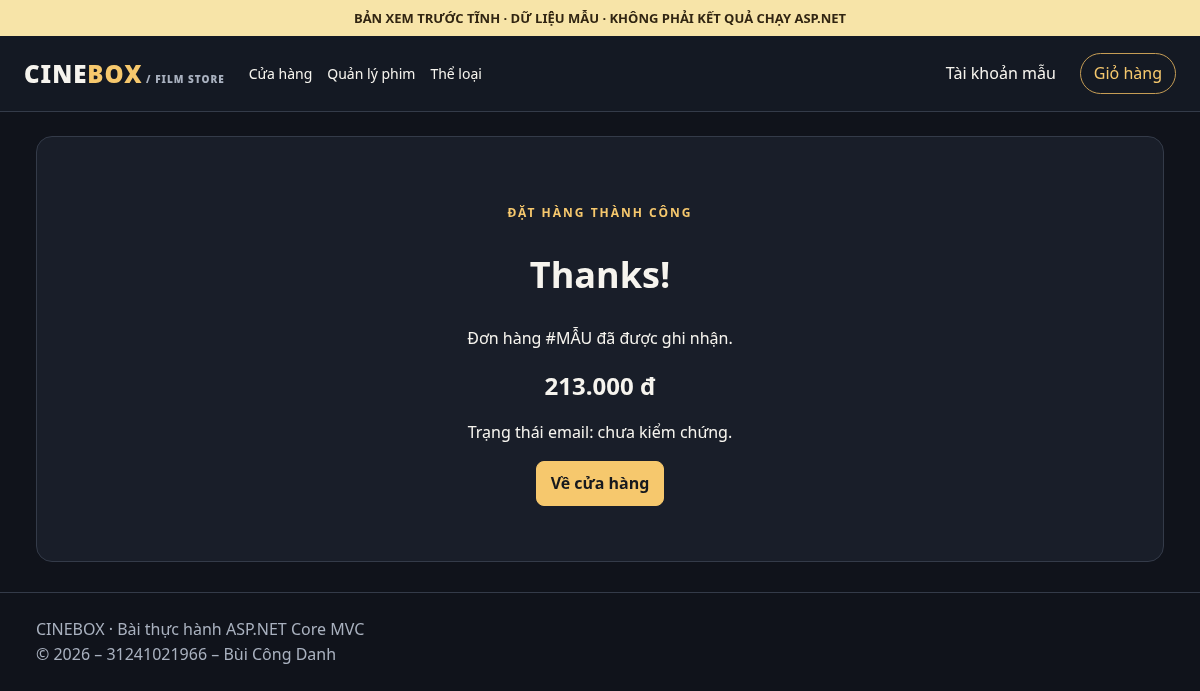 BẢN XEM TRƯỚC TĨNH · DỮ LIỆU MẪU · KHÔNG PHẢI KẾT QUẢ CHẠY ASP.NET
CINEBOX / FILM STORE Cửa hàng Quản lý phim Thể loại Tài khoản mẫu Giỏ hàng
ĐẶT HÀNG THÀNH CÔNG
Thanks!
Đơn hàng #MẪU đã được ghi nhận.
213.000 đ
Trạng thái email: chưa kiểm chứng.
Về cửa hàng
CINEBOX · Bài thực hành ASP.NET Core MVC
© 2026 – 31241021966 – Bùi Công Danh